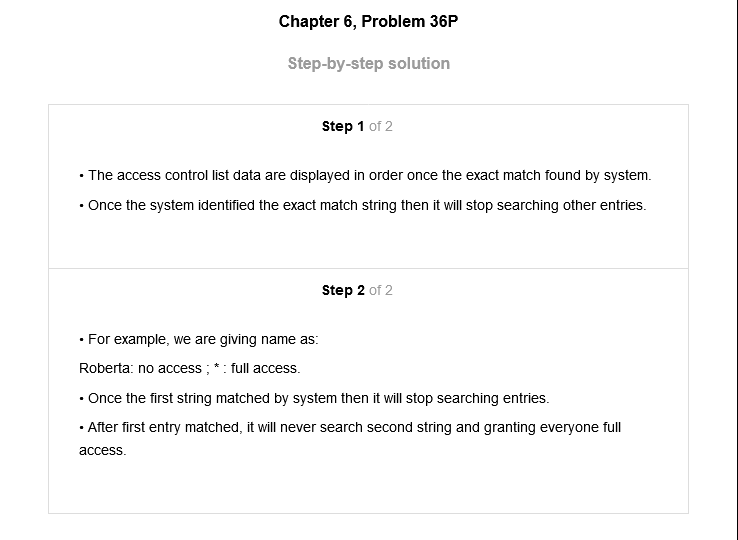 Chapter 6, Problem 36P
Step-by-step solution
Step 1 of 2
• The access control list data are displayed in order once the exact match found by system.
• Once the system identified the exact match string then it will stop searching other entries.
Step 2 of 2
• For example, we are giving name as:
Roberta: no access ; * : full access.
• Once the first string matched by system then it will stop searching entries.
• After first entry matched, it will never search second string and granting everyone full
access.